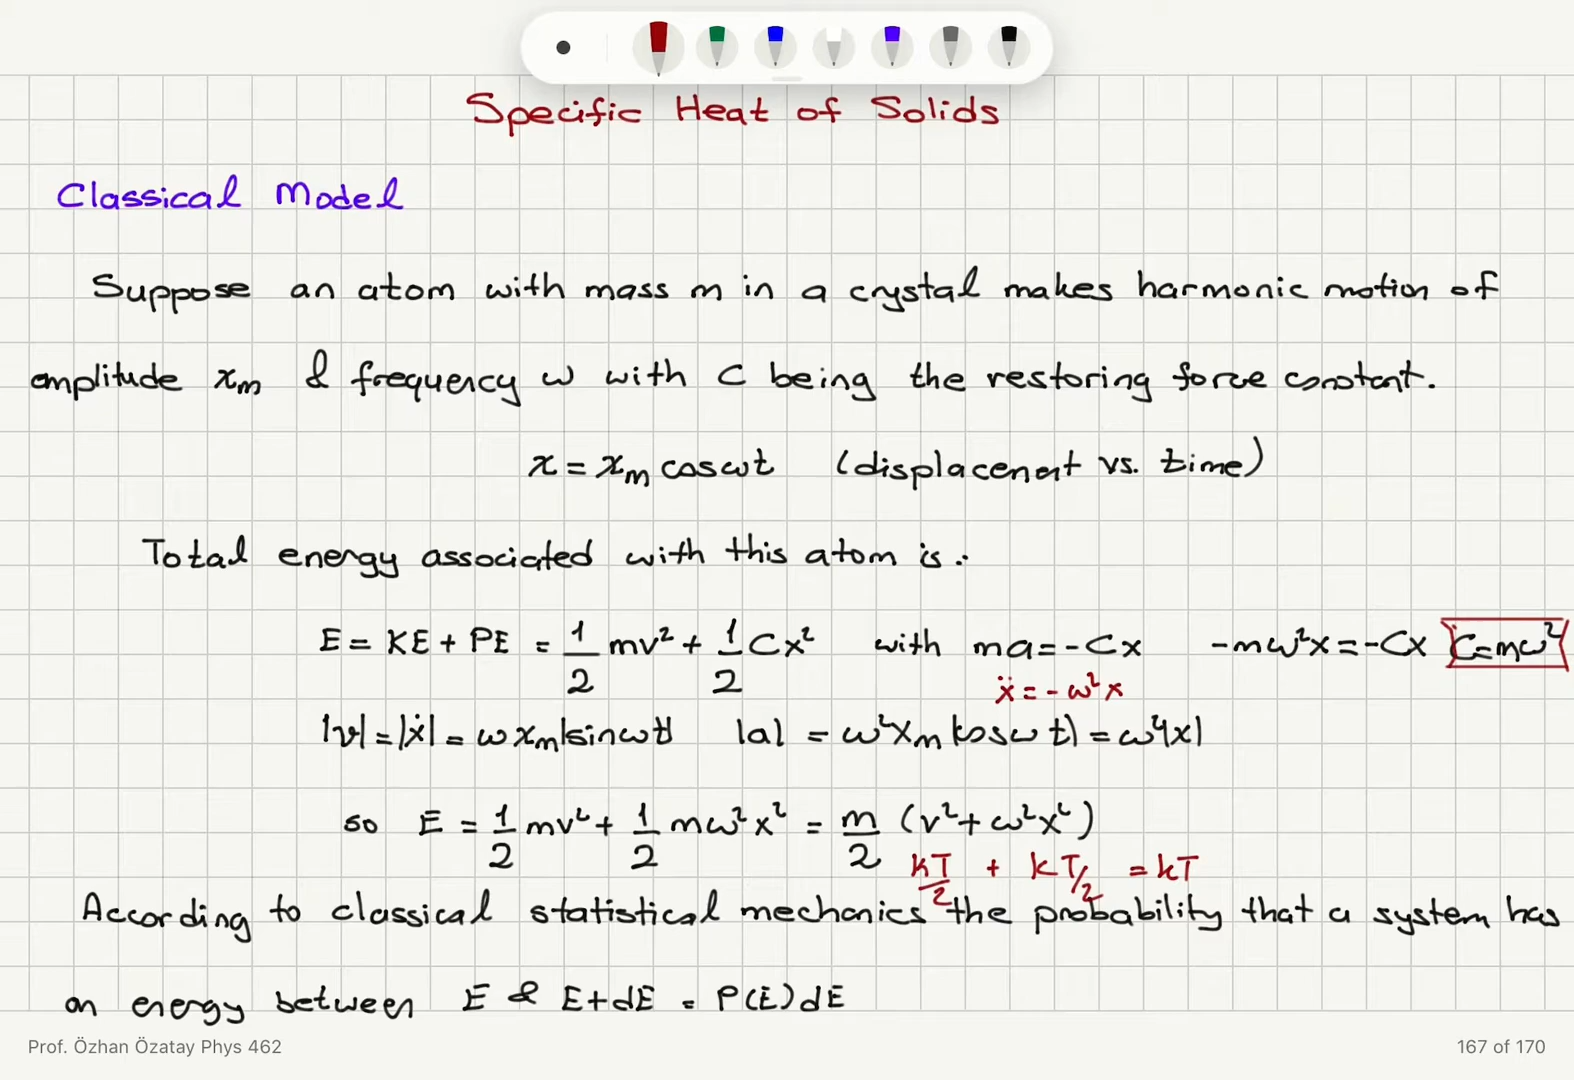 Specific Heat of Solids
Classical Model
Suppose an atom with mass m in a crystal makes harmonic motion of
amplitude xₘ & frequency ω with C being the restoring force constant.
x = xₘ cosωt (displacement vs. time)
Total energy associated with this atom is:
E = KE + PE = 1/2 mv² + 1/2 Cx² with ma = -Cx -mω²x = -Cx C=mω²
ẍ = -ω²x
|v| = |ẋ| = ωxₘ|sinωt| |a| = ω²xₘ|cosωt| = ω²|x|
so E = 1/2 mv² + 1/2 mω²x² = m/2 (v² + ω²x²)
kT/2 + kT/2 = kT
According to classical statistical mechanics the probability that a system has
an energy between E & E+dE = P(E)dE
Prof. Özhan Özatay Phys 462
167 of 170